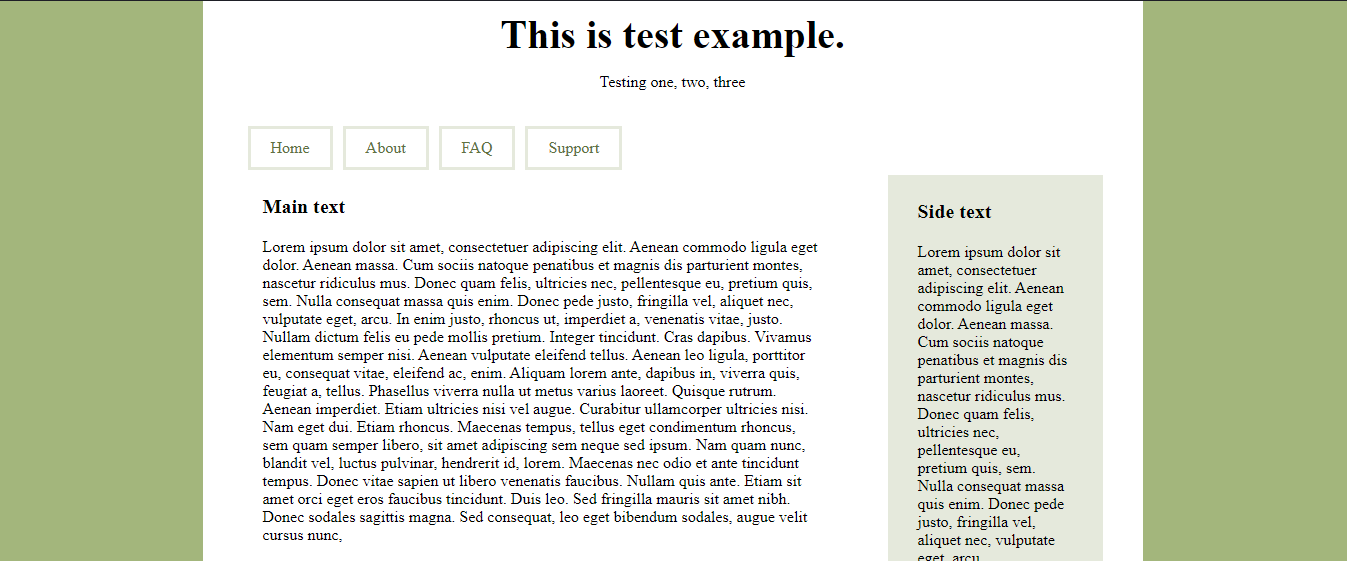 This is test example.
Testing one, two, three
Home About FAQ Support
Main text
Lorem ipsum dolor sit amet, consectetuer adipiscing elit. Aenean commodo ligula eget
dolor. Aenean massa. Cum sociis natoque penatibus et magnis dis parturient montes,
nascetur ridiculus mus. Donec quam felis, ultricies nec, pellentesque eu, pretium quis,
sem. Nulla consequat massa quis enim. Donec pede justo, fringilla vel, aliquet nec,
vulputate eget, arcu. In enim justo, rhoncus ut, imperdiet a, venenatis vitae, justo.
Nullam dictum felis eu pede mollis pretium. Integer tincidunt. Cras dapibus. Vivamus
elementum semper nisi. Aenean vulputate eleifend tellus. Aenean leo ligula, porttitor
eu, consequat vitae, eleifend ac, enim. Aliquam lorem ante, dapibus in, viverra quis,
feugiat a, tellus. Phasellus viverra nulla ut metus varius laoreet. Quisque rutrum.
Aenean imperdiet. Etiam ultricies nisi vel augue. Curabitur ullamcorper ultricies nisi.
Nam eget dui. Etiam rhoncus. Maecenas tempus, tellus eget condimentum rhoncus,
sem quam semper libero, sit amet adipiscing sem neque sed ipsum. Nam quam nunc,
blandit vel, luctus pulvinar, hendrerit id, lorem. Maecenas nec odio et ante tincidunt
tempus. Donec vitae sapien ut libero venenatis faucibus. Nullam quis ante. Etiam sit
amet orci eget eros faucibus tincidunt. Duis leo. Sed fringilla mauris sit amet nibh.
Donec sodales sagittis magna. Sed consequat, leo eget bibendum sodales, augue velit
cursus nunc,
Side text
Lorem ipsum dolor sit
amet, consectetuer
adipiscing elit. Aenean
commodo ligula eget
dolor. Aenean massa.
Cum sociis natoque
penatibus et magnis dis
parturient montes,
nascetur ridiculus mus.
Donec quam felis,
ultricies nec,
pellentesque eu,
pretium quis, sem.
Nulla consequat massa
quis enim. Donec pede
justo, fringilla vel,
aliquet nec, vulputate
eget, arcu